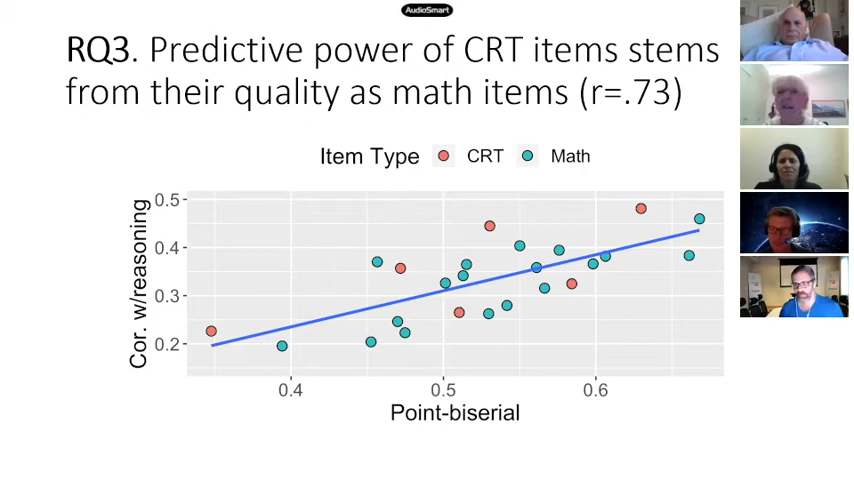 AudioSmart
RQ3. Predictive power of CRT items stems
from their quality as math items (r=.73)
Item Type CRT Math
Cor. w/reasoning
0.5
0.4
0.3
0.2
0.4 0.5 0.6
Point-biserial